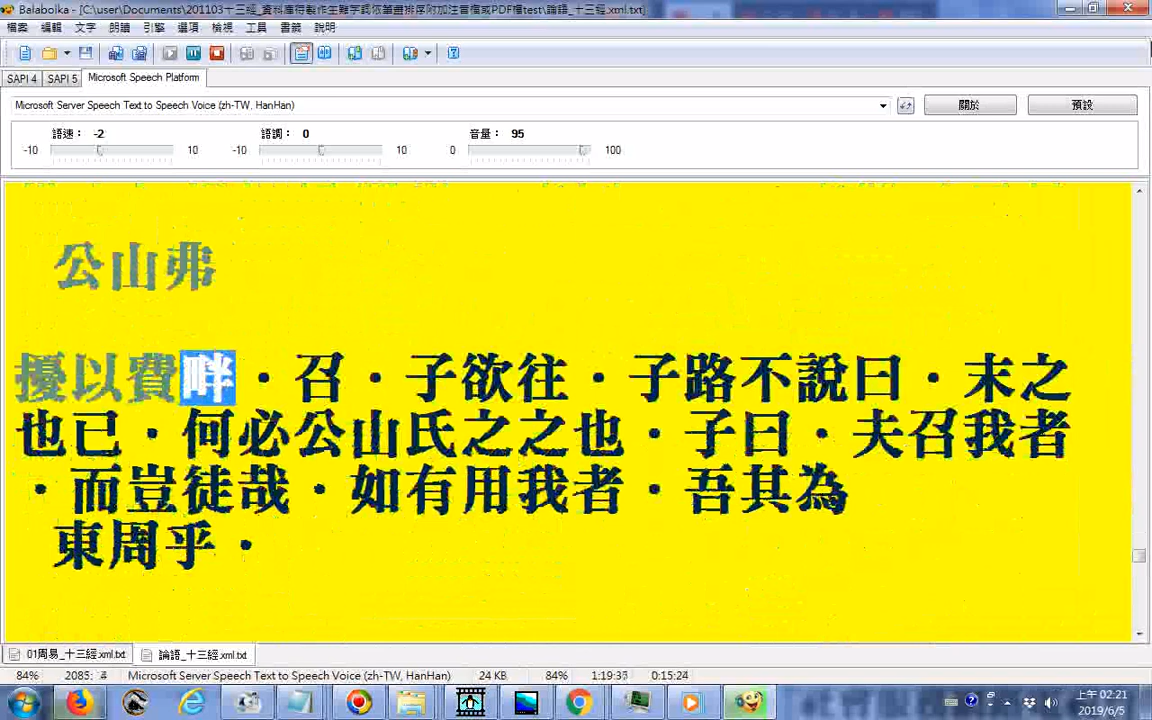 Balabolka - [C:\user\Documents\201103十三經_資料庫符製作生難字詞依筆畫排序附加注音檔或PDF檔test\論語_十三經.xml.txt]
檔案 編輯 文字 朗讀 引擎 選項 檢視 工具 書籤 說明
SAPI 4 SAPI 5 Microsoft Speech Platform
Microsoft Server Speech Text to Speech Voice (zh-TW, HanHan) 關於 預設
語速： -2 語調： 0 音量： 95
-10 10 -10 10 0 100
公山弗
擾以費畔．召．子欲往．子路不說曰．末之
也已．何必公山氏之之也．子曰．夫召我者
．而豈徒哉．如有用我者．吾其為
東周乎．
01周易_十三經.xml.txt 論語_十三經.xml.txt
84% Microsoft Server Speech Text to Speech Voice (zh-TW, HanHan) 24 KB 84% 0:15:24
上午 02:21
2019/6/5